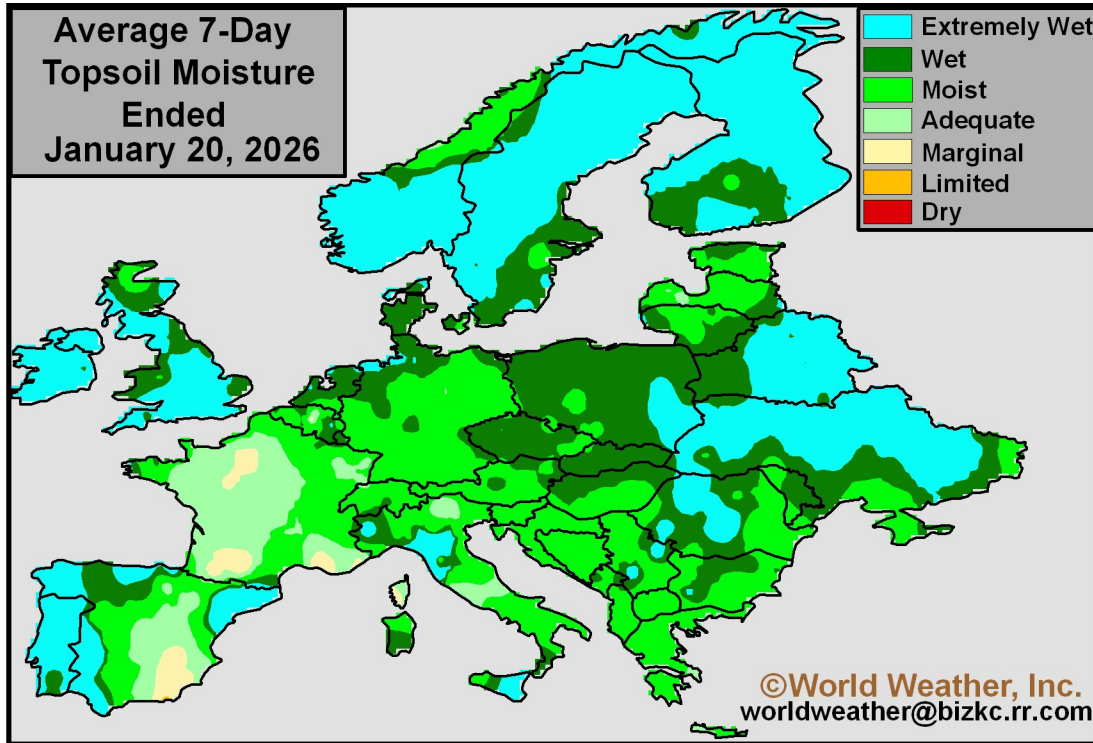 Average 7-Day
Topsoil Moisture
Ended
January 20, 2026
Extremely Wet
Wet
Moist
Adequate
Marginal
Limited
Dry
©World Weather, Inc.
worldweather@bizkc.rr.com